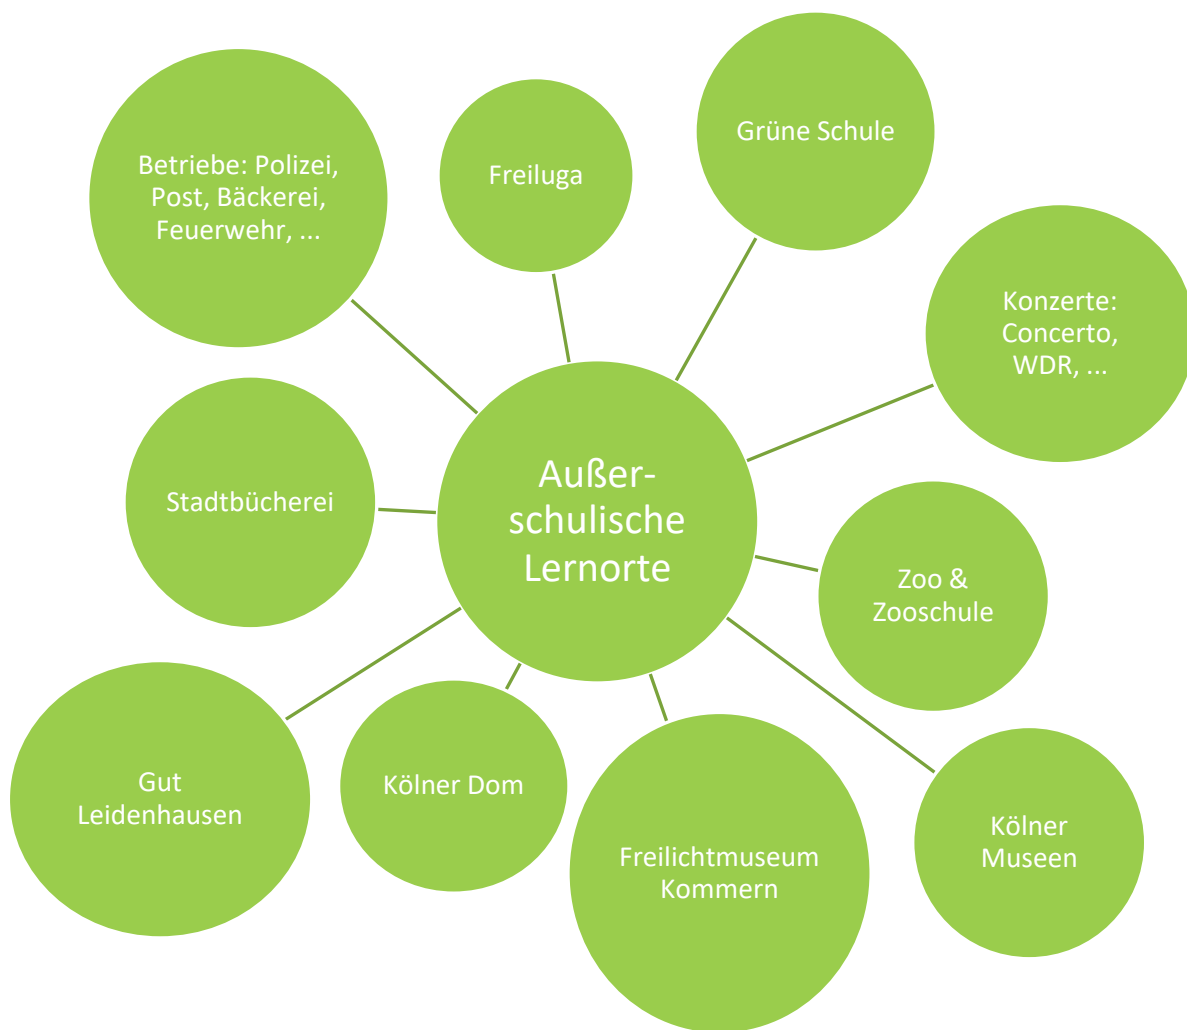 Grüne Schule
Betriebe: Polizei,
Post, Bäckerei,
Feuerwehr, ...
Freiluga
Konzerte:
Concerto,
WDR, ...
Außer-
schulische
Lernorte
Stadtbücherei
Zoo &
Zooschule
Gut
Leidenhausen
Kölner Dom
Freilichtmuseum
Kommern
Kölner
Museen